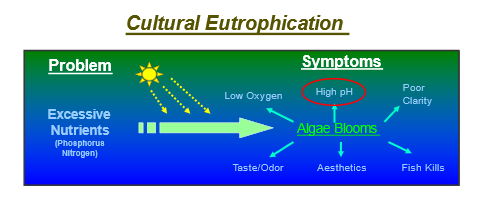 Cultural Eutrophication
Problem
Symptoms
Excessive
Nutrients
(Phosphorus
Nitrogen)
Low Oxygen
High pH
Poor
Clarity
Algae Blooms
Taste/Odor
Aesthetics
Fish Kills